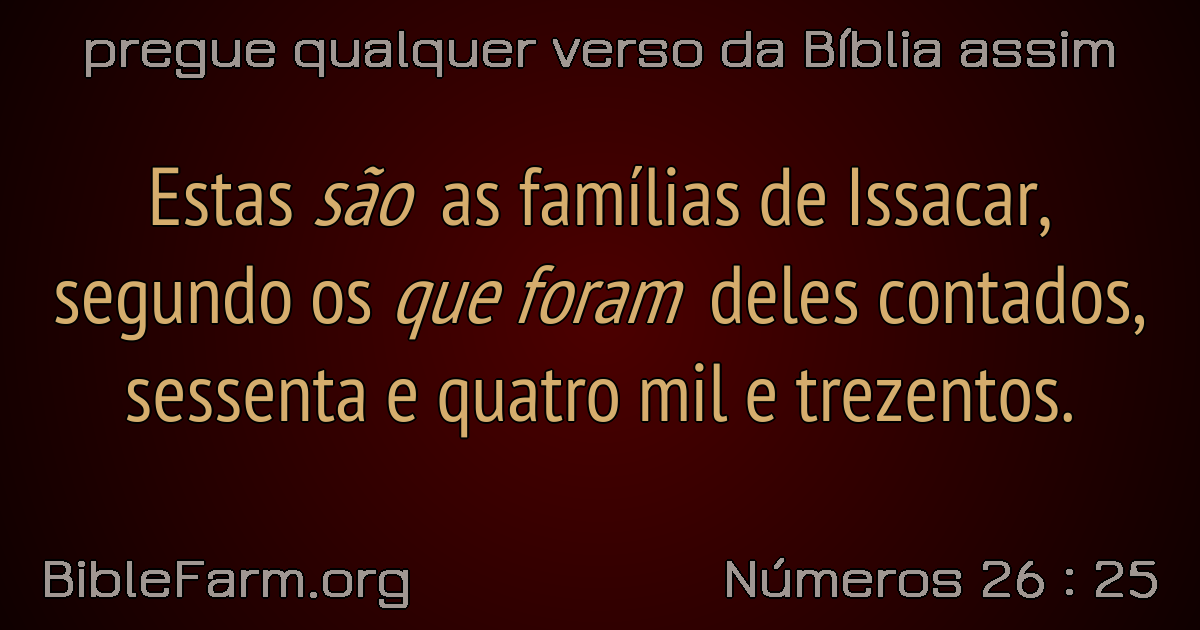 pregue qualquer verso da Bíblia assim
Estas são as famílias de Issacar,
segundo os que foram deles contados,
sessenta e quatro mil e trezentos.
BibleFarm.org
Números 26 : 25